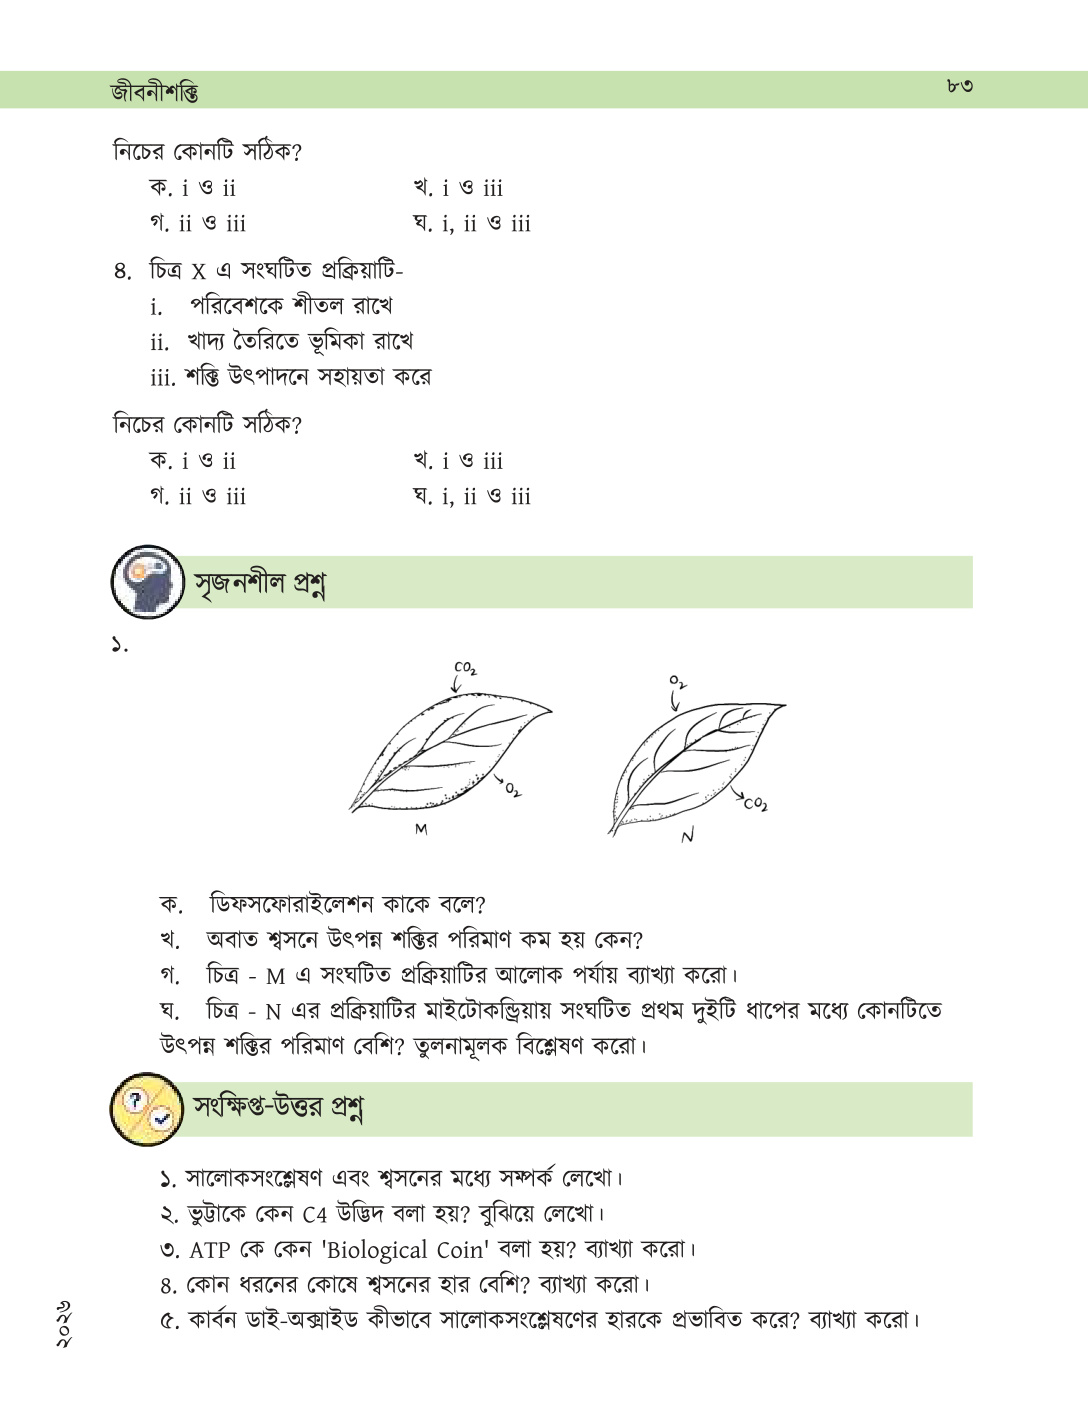 জীবনীশক্তি
৮৩
নিচের কোনটি সঠিক?
ক. i ও ii
খ. i ও iii
গ. ii ও iii
ঘ. i, ii ও iii
৪. চিত্র X এ সংঘটিত প্রক্রিয়াটি-
i. পরিবেশকে শীতল রাখে
ii. খাদ্য তৈরিতে ভূমিকা রাখে
iii. শক্তি উৎপাদনে সহায়তা করে
নিচের কোনটি সঠিক?
ক. i ও ii
খ. i ও iii
গ. ii ও iii
ঘ. i, ii ও iii
সৃজনশীল প্রশ্ন
১.
CO₂
O₂
O₂
CO₂
M
N
ক. ডিফসফোরাইলেশন কাকে বলে?
খ. অবাত শ্বসনে উৎপন্ন শক্তির পরিমাণ কম হয় কেন?
গ. চিত্র - M এ সংঘটিত প্রক্রিয়াটির আলোক পর্যায় ব্যাখ্যা করো।
ঘ. চিত্র - N এর প্রক্রিয়াটির মাইটোকন্ড্রিয়ায় সংঘটিত প্রথম দুইটি ধাপের মধ্যে কোনটিতে
উৎপন্ন শক্তির পরিমাণ বেশি? তুলনামূলক বিশ্লেষণ করো।
?
সংক্ষিপ্ত-উত্তর প্রশ্ন
১. সালোকসংশ্লেষণ এবং শ্বসনের মধ্যে সম্পর্ক লেখো।
২. ভুট্টাকে কেন C4 উদ্ভিদ বলা হয়? বুঝিয়ে লেখো।
৩. ATP কে কেন 'Biological Coin' বলা হয়? ব্যাখ্যা করো।
৪. কোন ধরনের কোষে শ্বসনের হার বেশি? ব্যাখ্যা করো।
৫. কার্বন ডাই-অক্সাইড কীভাবে সালোকসংশ্লেষণের হারকে প্রভাবিত করে? ব্যাখ্যা করো।
২০২৬